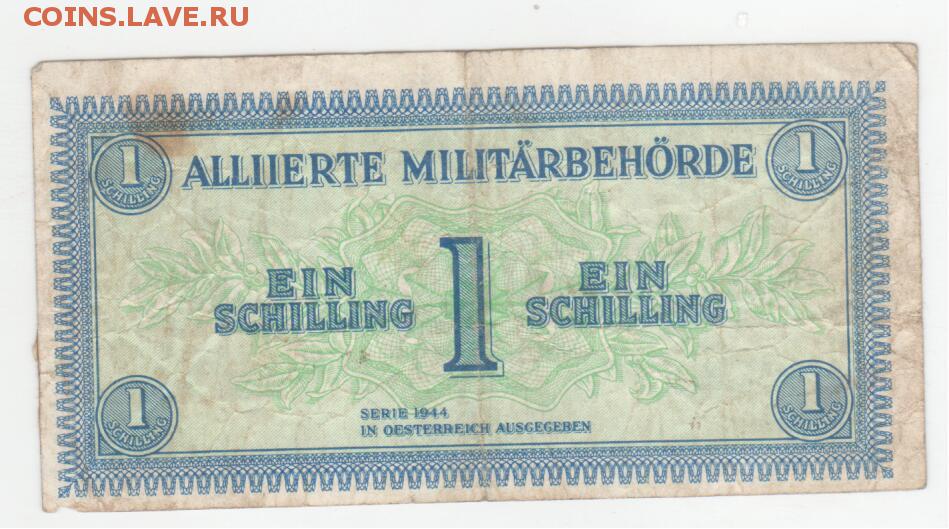 COINS.LAVE.RU
1 SCHILLING
1 SCHILLING
ALLIIERTE MILITÄRBEHÖRDE
EIN SCHILLING
1
EIN SCHILLING
1 SCHILLING
1 SCHILLING
SERIE 1944
IN OESTERREICH AUSGEGEBEN